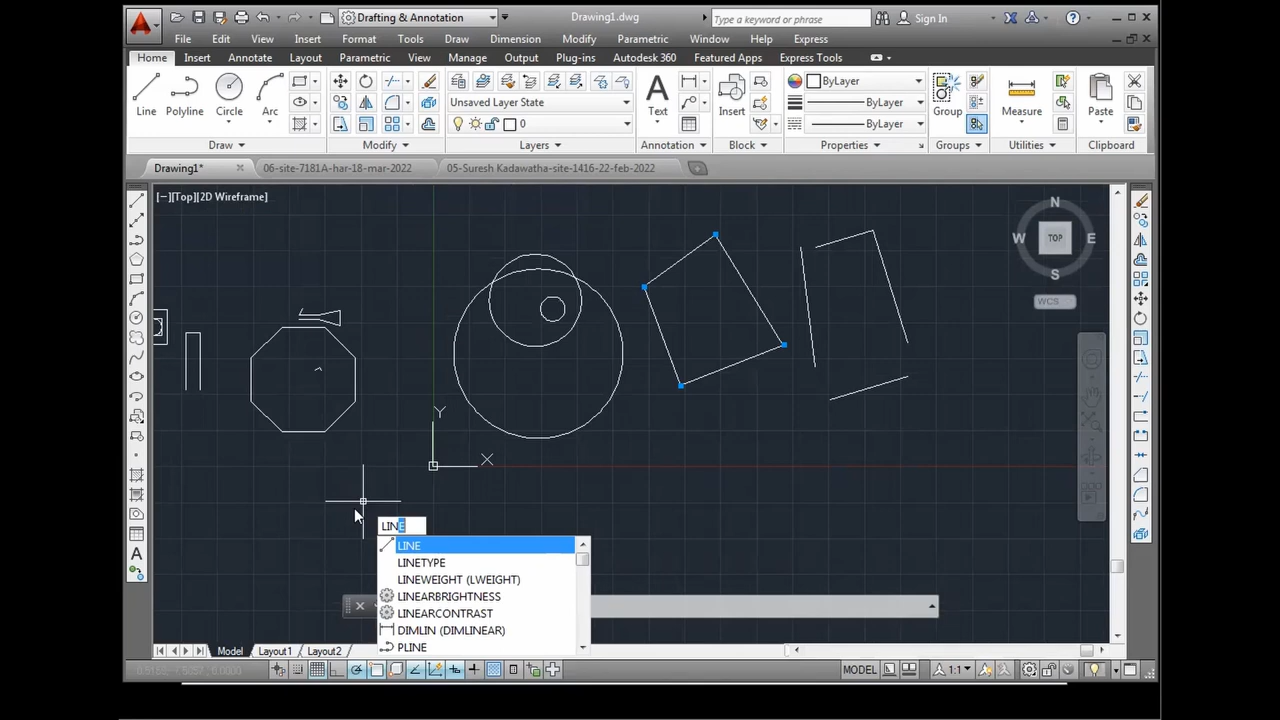 Drafting & Annotation
Drawing1.dwg
Type a keyword or phrase
Sign In
File Edit View Insert Format Tools Draw Dimension Modify Parametric Window Help Express
Home Insert Annotate Layout Parametric View Manage Output Plug-ins Autodesk 360 Featured Apps Express Tools
Line Polyline Circle Arc
Unsaved Layer State
0
Text
Insert
ByLayer
ByLayer
ByLayer
Group
Measure
Paste
Draw Modify Layers Annotation Block Properties Groups Utilities Clipboard
Drawing1* 06-site-7181A-har-18-mar-2022 05-Suresh Kadawatha-site-1416-22-feb-2022
[−][Top][2D Wireframe]
N
W TOP E
S
WCS
Y
X
LINE
LINE
LINETYPE
LINEWEIGHT (LWEIGHT)
LINEARBRIGHTNESS
LINEARCONTRAST
DIMLIN (DIMLINEAR)
PLINE
A
Model Layout1 Layout2
MODEL 1:1